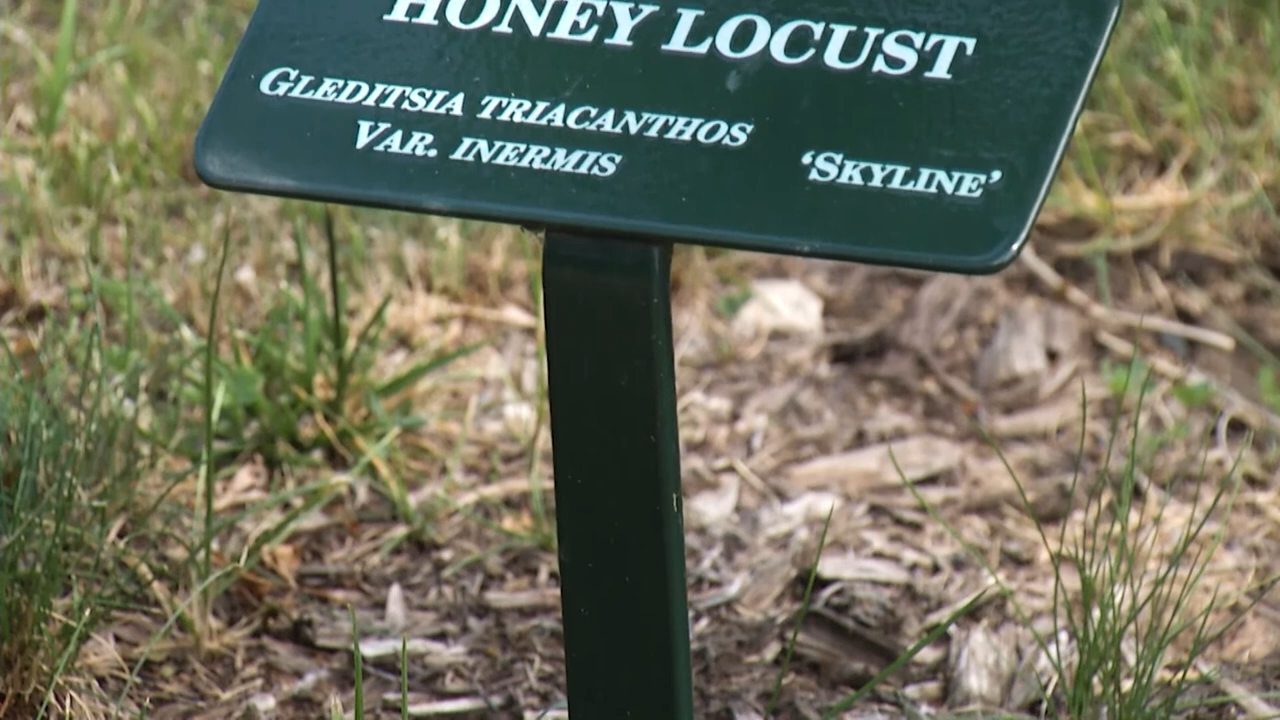 HONEY LOCUST
GLEDITSIA TRIACANTHOS
VAR. INERMIS ‘SKYLINE’